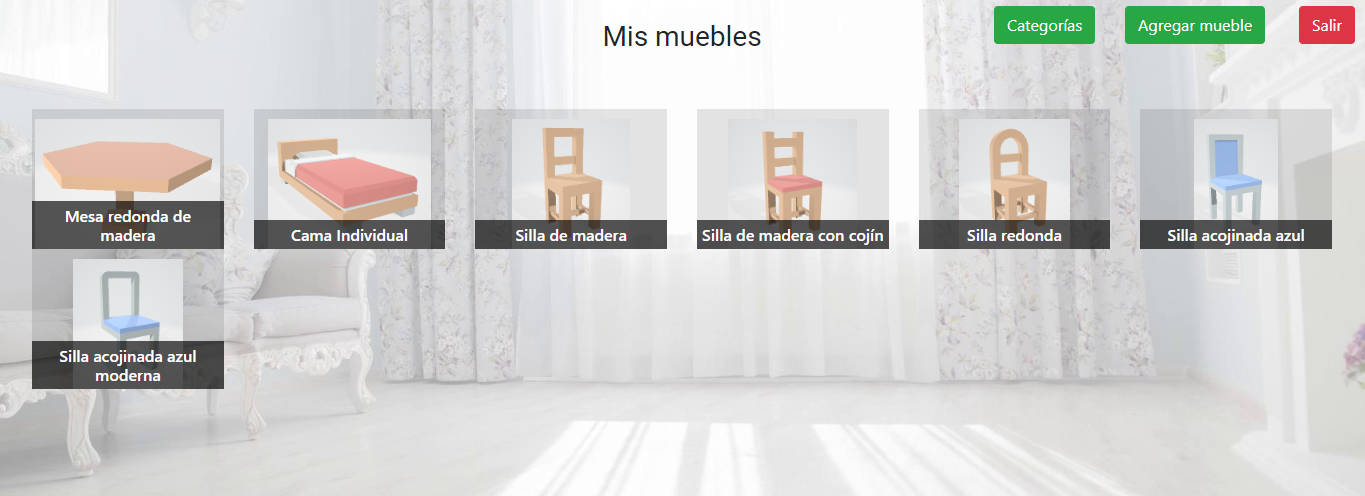 Mis muebles
Categorías
Agregar mueble
Salir
Mesa redonda de
madera
Cama Individual
Silla de madera
Silla de madera con cojín
Silla redonda
Silla acojinada azul
Silla acojinada azul
moderna